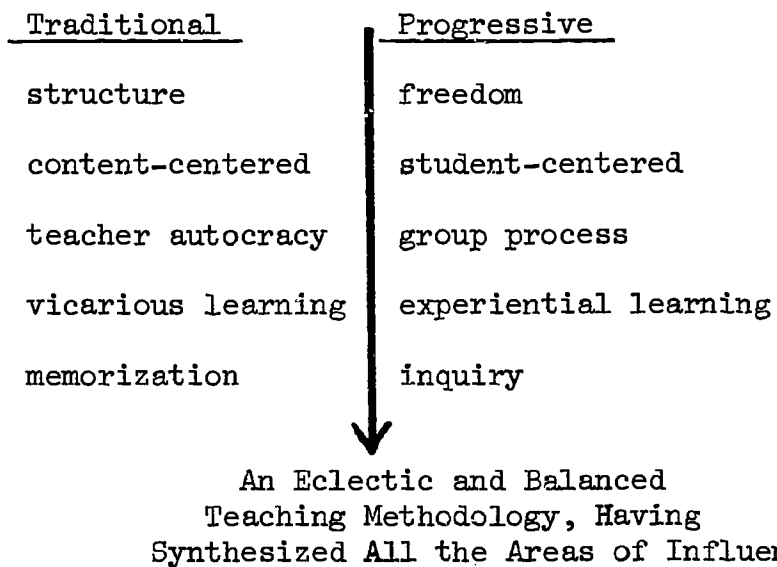 Traditional Progressive
structure freedom
content-centered student-centered
teacher autocracy group process
vicarious learning experiential learning
memorization inquiry
An Eclectic and Balanced
Teaching Methodology, Having
Synthesized All the Areas of